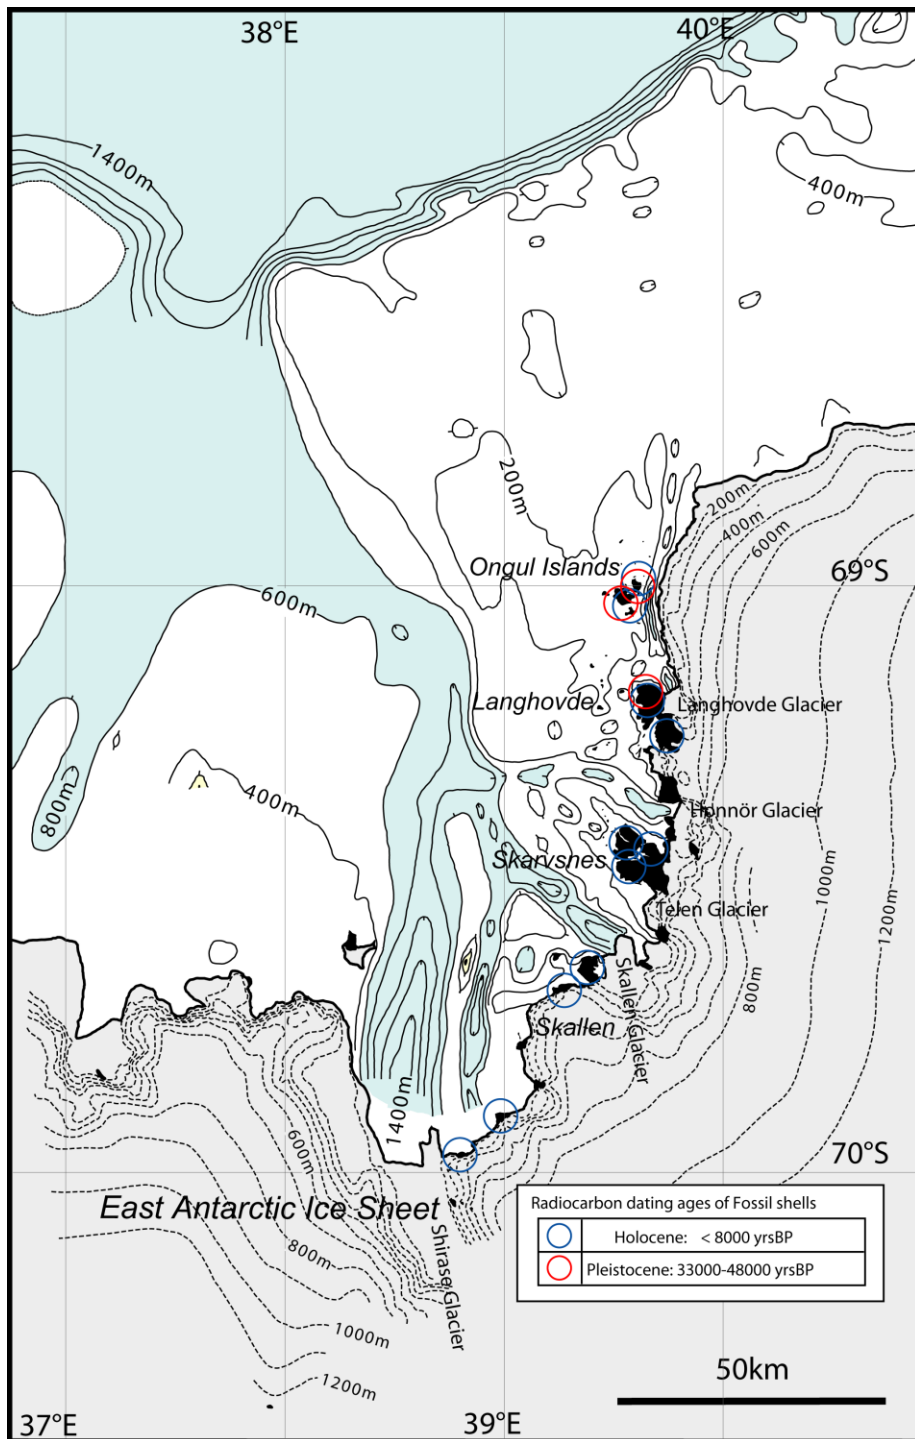 38°E
40°E
1400m
400m
200m
200m
400m
600m
Ongul Islands
69°S
600m
Langhovde
Langhovde Glacier
800m
400m
Honnör Glacier
Skarvsnes
1000m
1200m
Telen Glacier
Skallen Glacier
800m
Skallen
1400m
600m
70°S
East Antarctic Ice Sheet
Shirase Glacier
800m
1000m
1200m
Radiocarbon dating ages of Fossil shells
Holocene: < 8000 yrsBP
Pleistocene: 33000-48000 yrsBP
50km
37°E
39°E